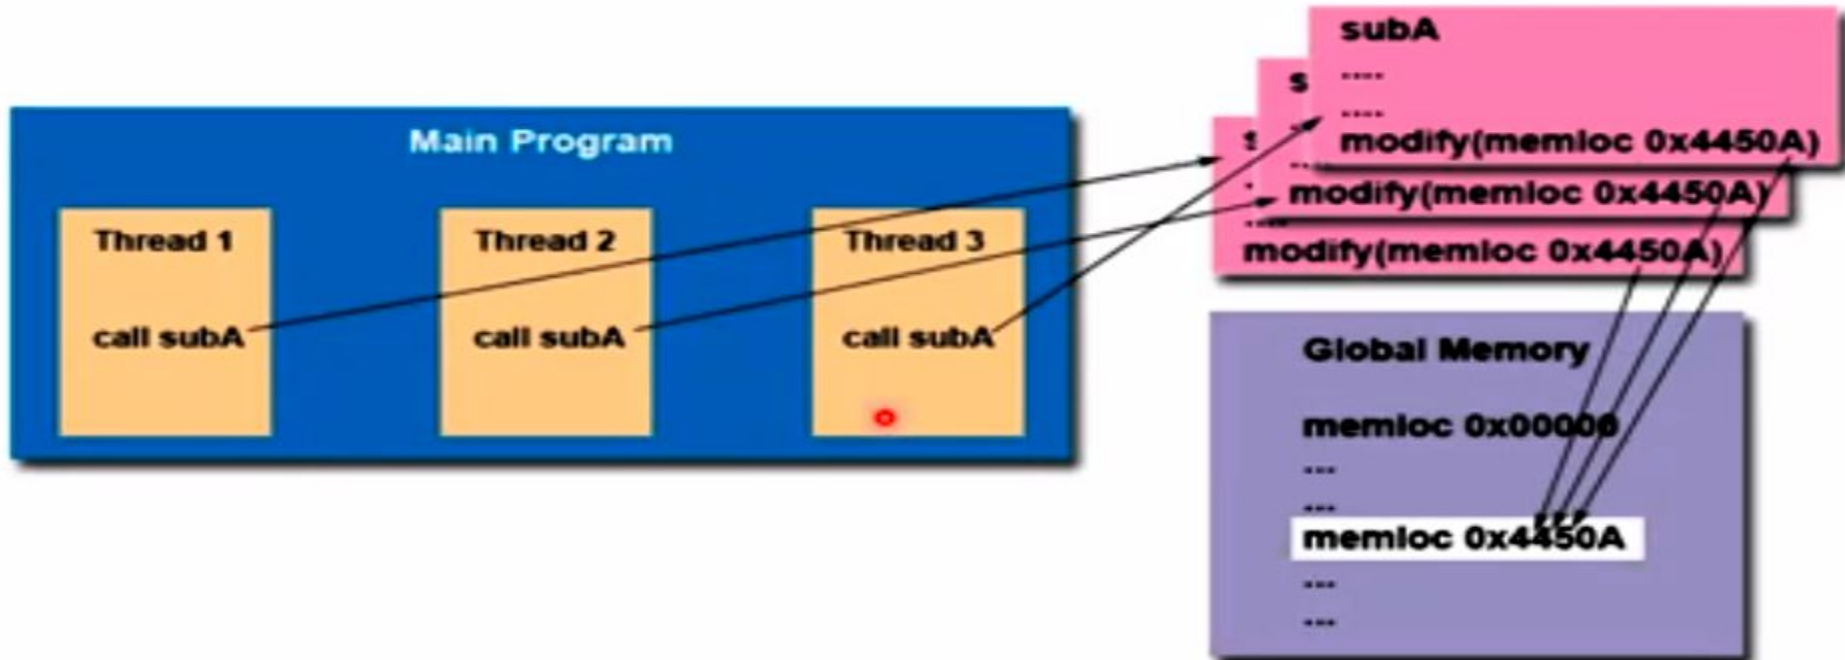 Main Program
Thread 1
call subA
Thread 2
call subA
Thread 3
call subA
subA
....
....
modify(memloc 0x4450A)
s
...
modify(memloc 0x4450A)
....
modify(memloc 0x4450A)
Global Memory
memloc 0x00000
...
...
memloc 0x4450A
...
...